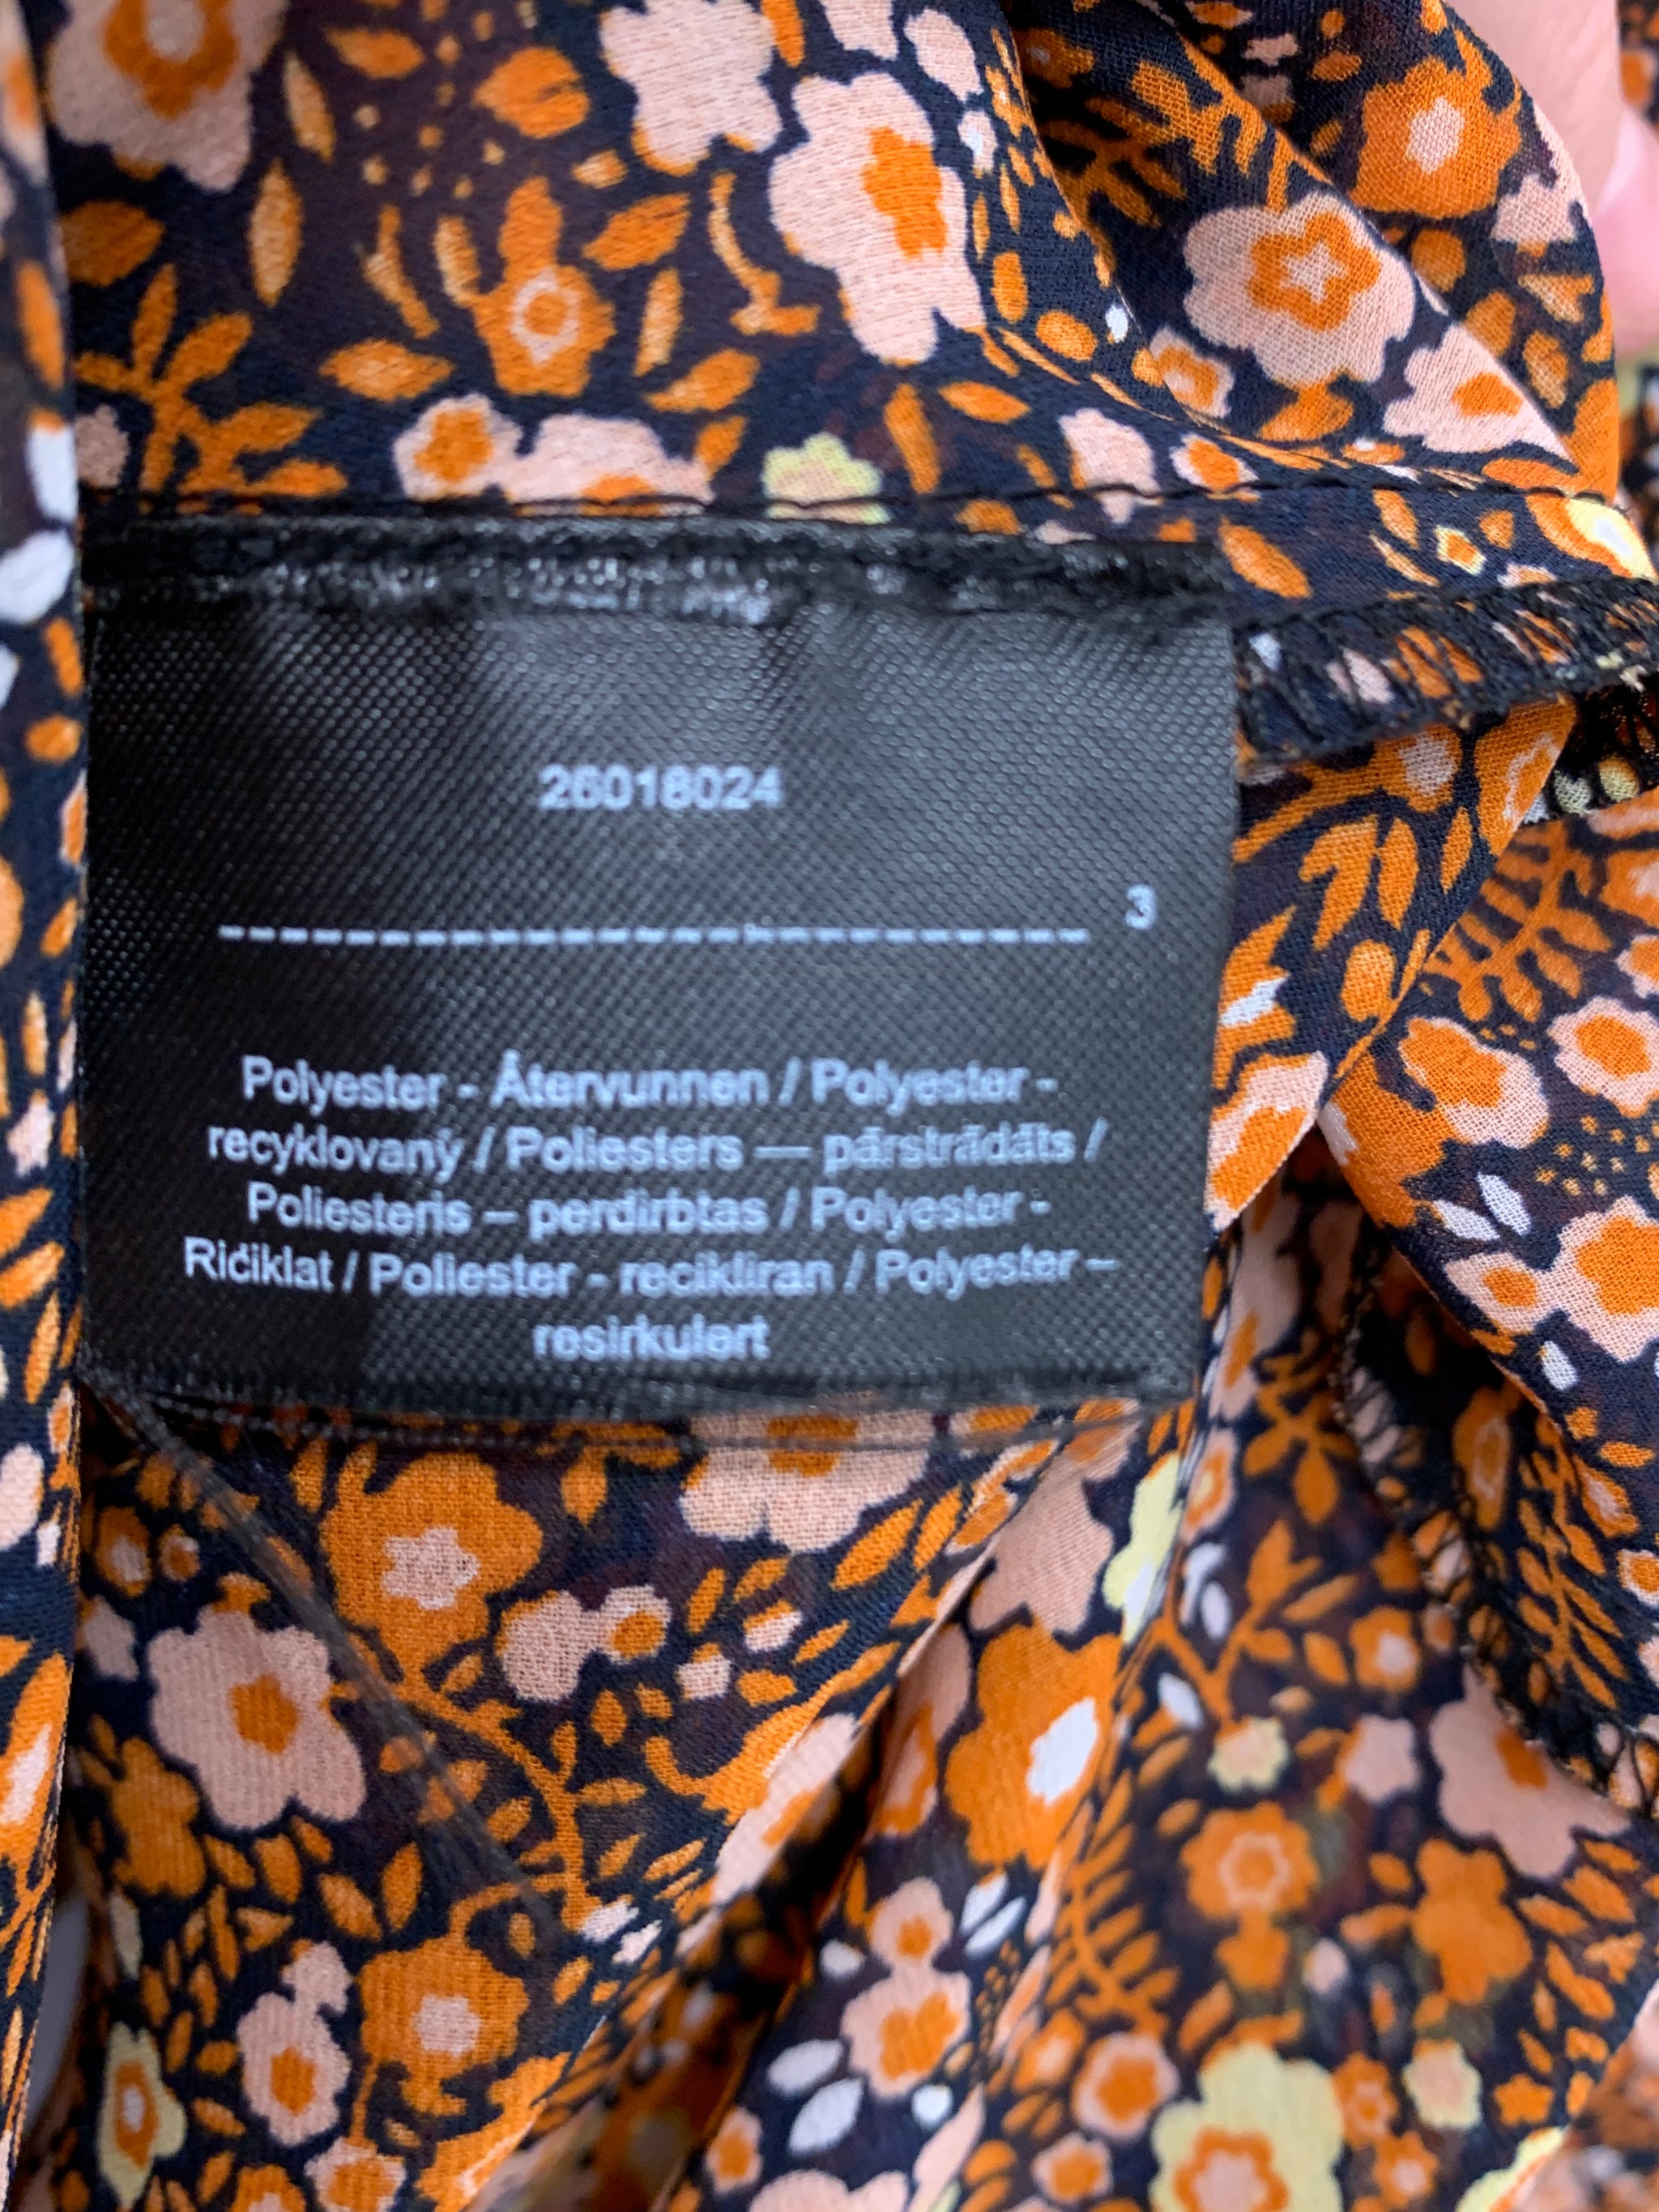 26018024
3
Polyester - Återvunnen / Polyester -
recyklovaný / Poliesters — pārstrādāts /
Poliesteris – perdirbtas / Polyester -
Riċiklat / Poliester - recikliran / Polyester –
resirkulert